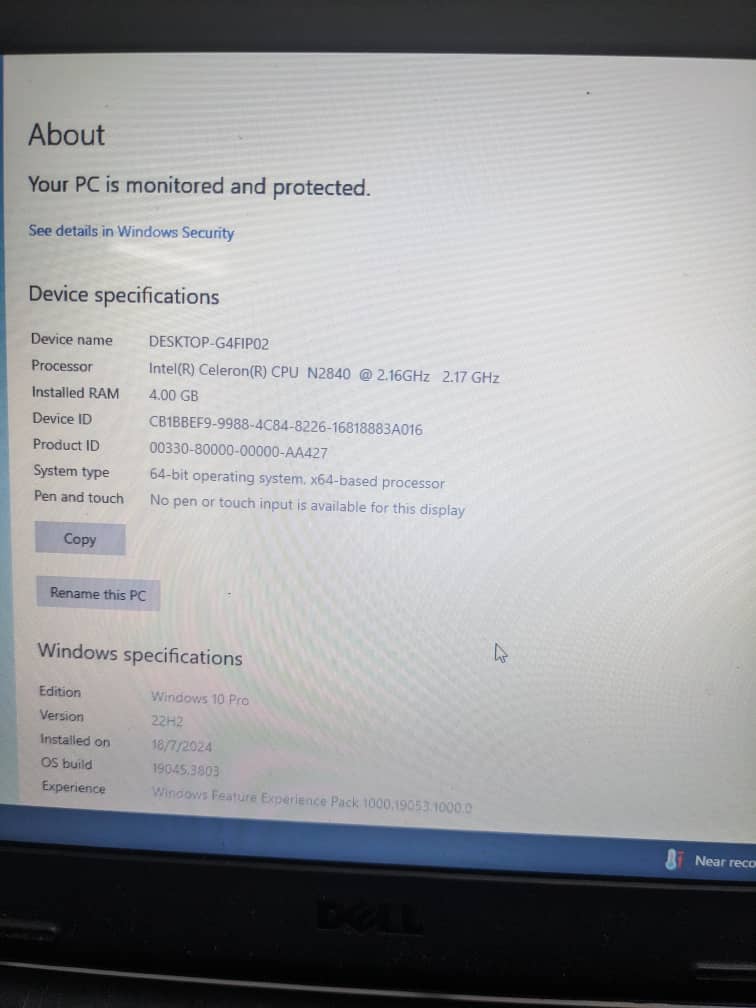 About
Your PC is monitored and protected.
See details in Windows Security
Device specifications
Device name DESKTOP-G4FIP02
Processor Intel(R) Celeron(R) CPU N2840 @ 2.16GHz 2.17 GHz
Installed RAM 4.00 GB
Device ID CB1BBEF9-9988-4C84-8226-16818883A016
Product ID 00330-80000-00000-AA427
System type 64-bit operating system, x64-based processor
Pen and touch No pen or touch input is available for this display
Copy
Rename this PC
Windows specifications
Edition Windows 10 Pro
Version 22H2
Installed on 18/7/2024
OS build 19045.3803
Experience Windows Feature Experience Pack 1000.19053.1000.0
Near reco
DELL